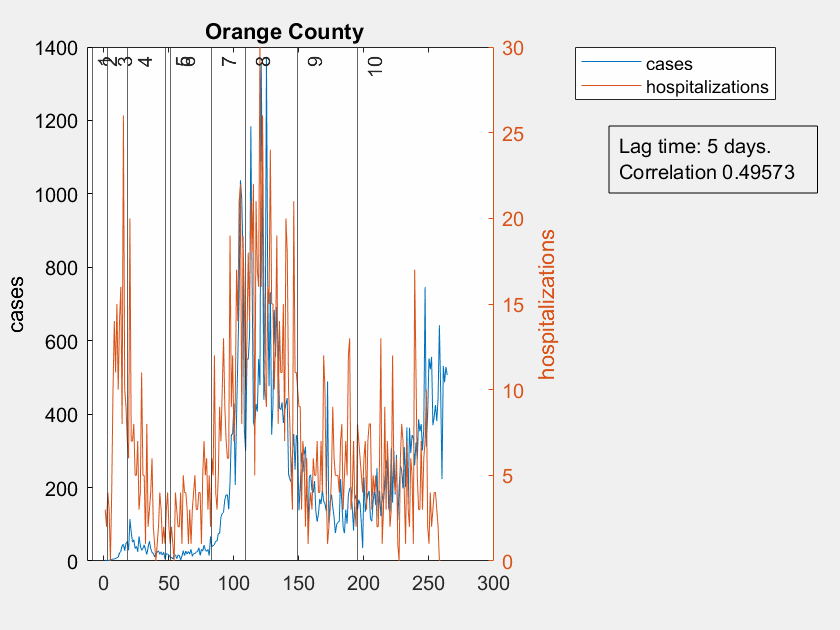 Orange County
1400
1200
1000
800
600
400
200
0
cases
1 2 3 4 5 6 7 8 9 10
30
25
20
15
10
5
0
hospitalizations
0 50 100 150 200 250 300
cases
hospitalizations
Lag time: 5 days.
Correlation 0.49573